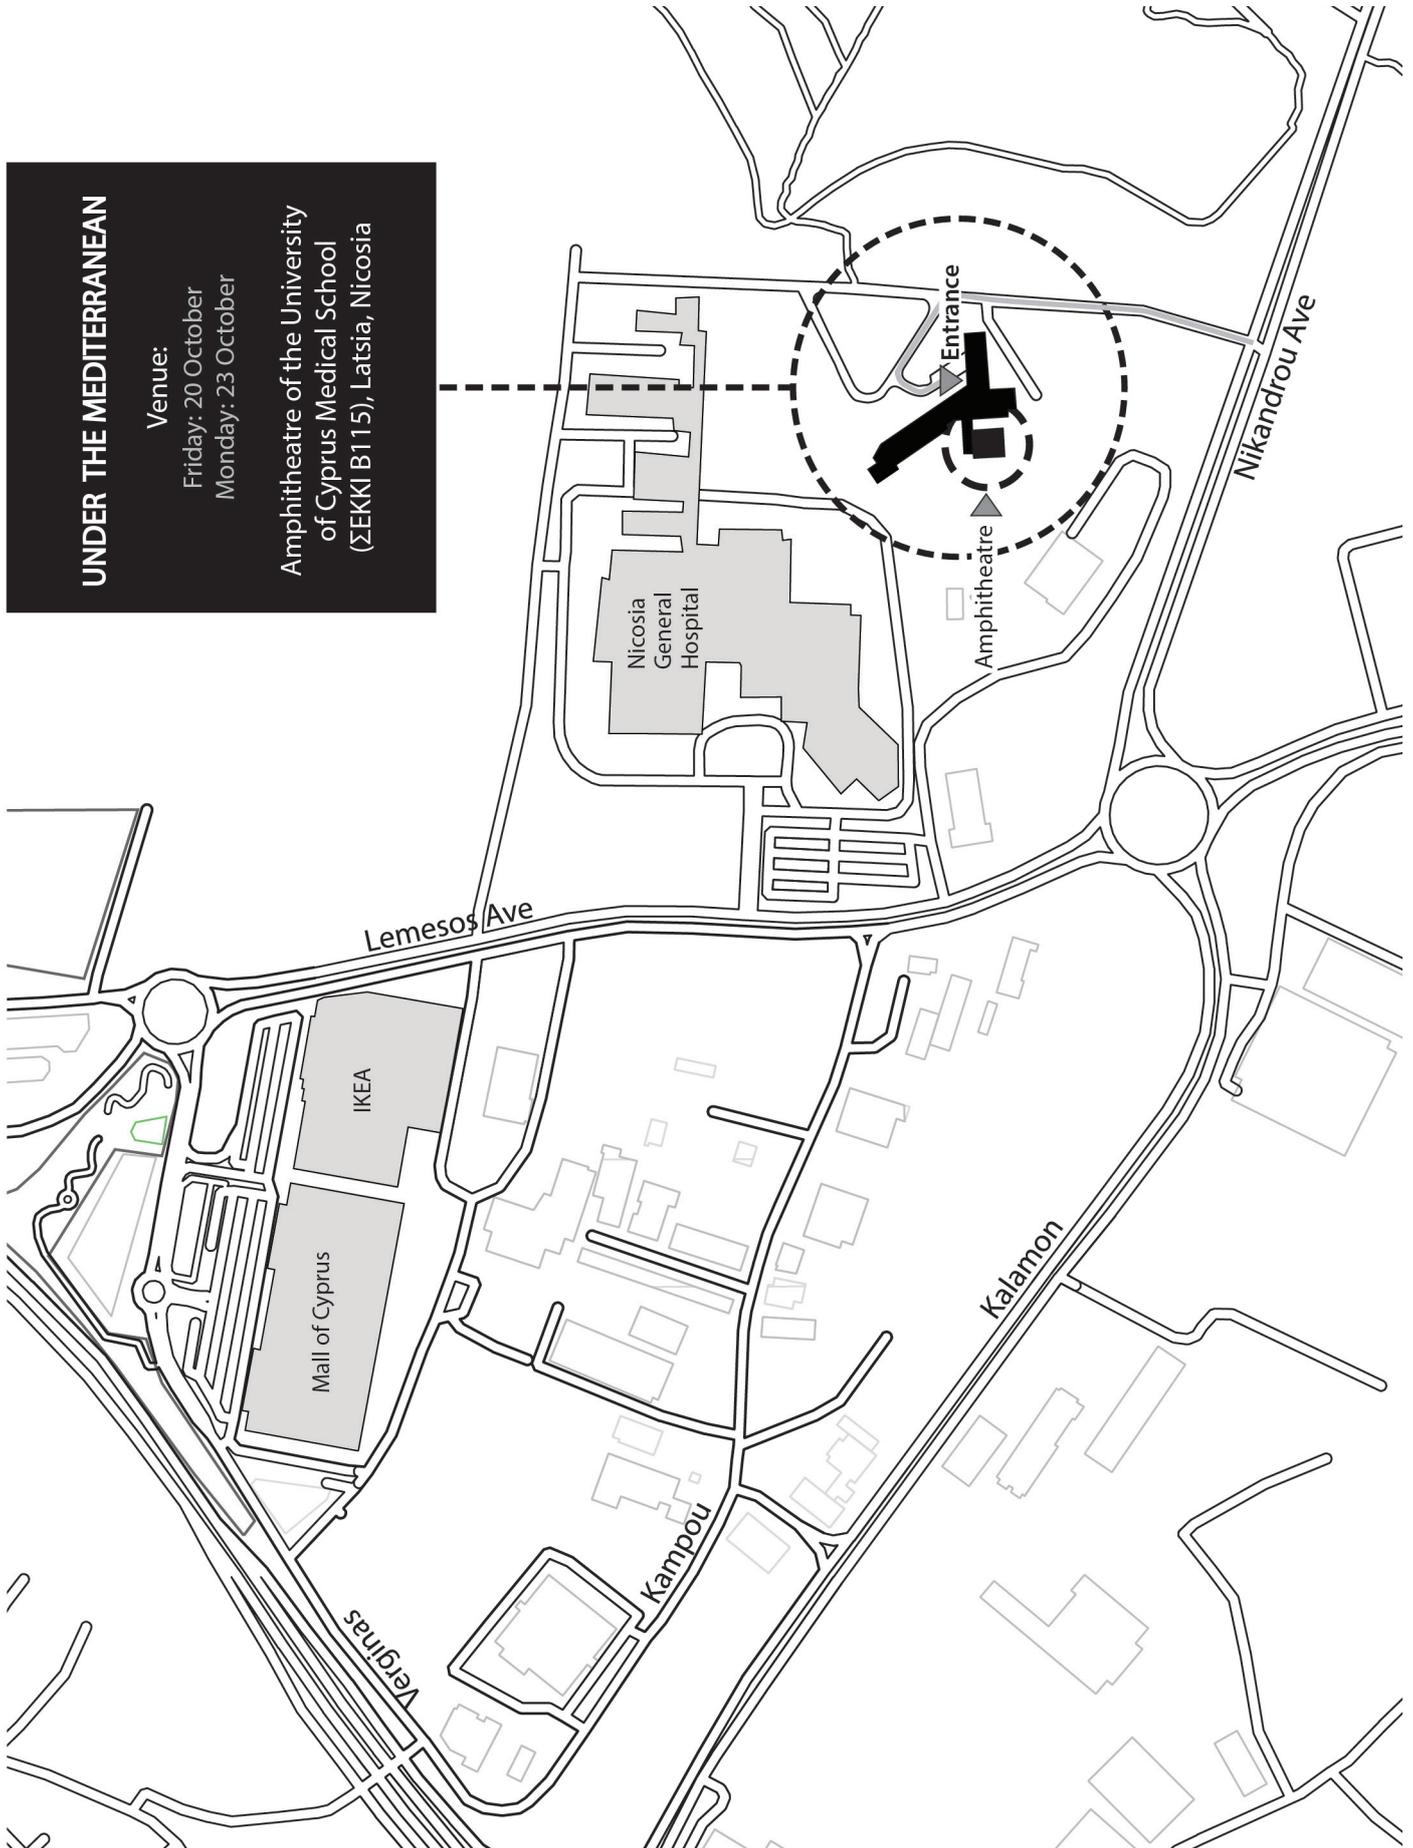 UNDER THE MEDITERRANEAN
Venue:
Friday: 20 October
Monday: 23 October
Amphitheatre of the University
of Cyprus Medical School
(ΣΕΚΚΙ B115), Latsia, Nicosia
Entrance
Nikandrou Ave
Amphitheatre
Nicosia
General
Hospital
Lemesos Ave
IKEA
Mall of Cyprus
Kalamon
Kampou
Verginas